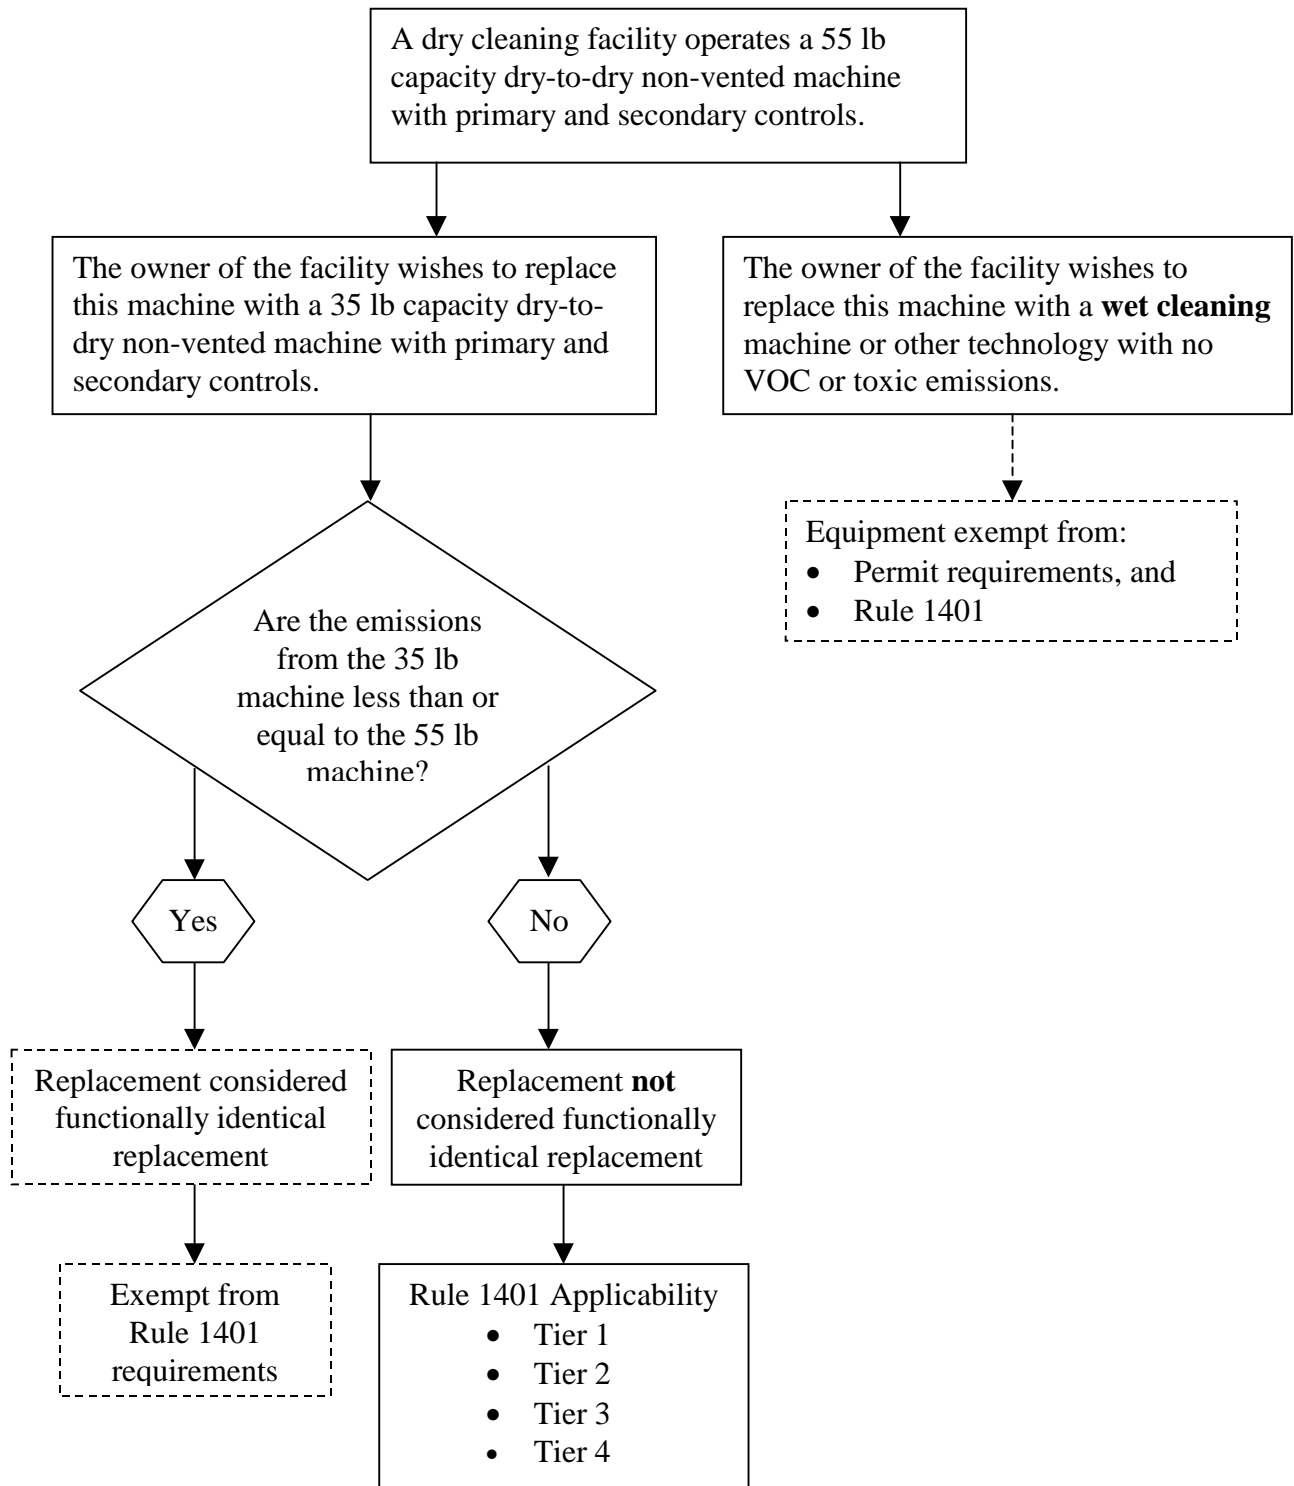 A dry cleaning facility operates a 55 lb
capacity dry-to-dry non-vented machine
with primary and secondary controls.
The owner of the facility wishes to replace
this machine with a 35 lb capacity dry-to-
dry non-vented machine with primary and
secondary controls.
The owner of the facility wishes to
replace this machine with a wet cleaning
machine or other technology with no
VOC or toxic emissions.
Equipment exempt from:
• Permit requirements, and
• Rule 1401
Are the emissions
from the 35 lb
machine less than or
equal to the 55 lb
machine?
Yes
No
Replacement considered
functionally identical
replacement
Replacement not
considered functionally
identical replacement
Exempt from
Rule 1401
requirements
Rule 1401 Applicability
• Tier 1
• Tier 2
• Tier 3
• Tier 4